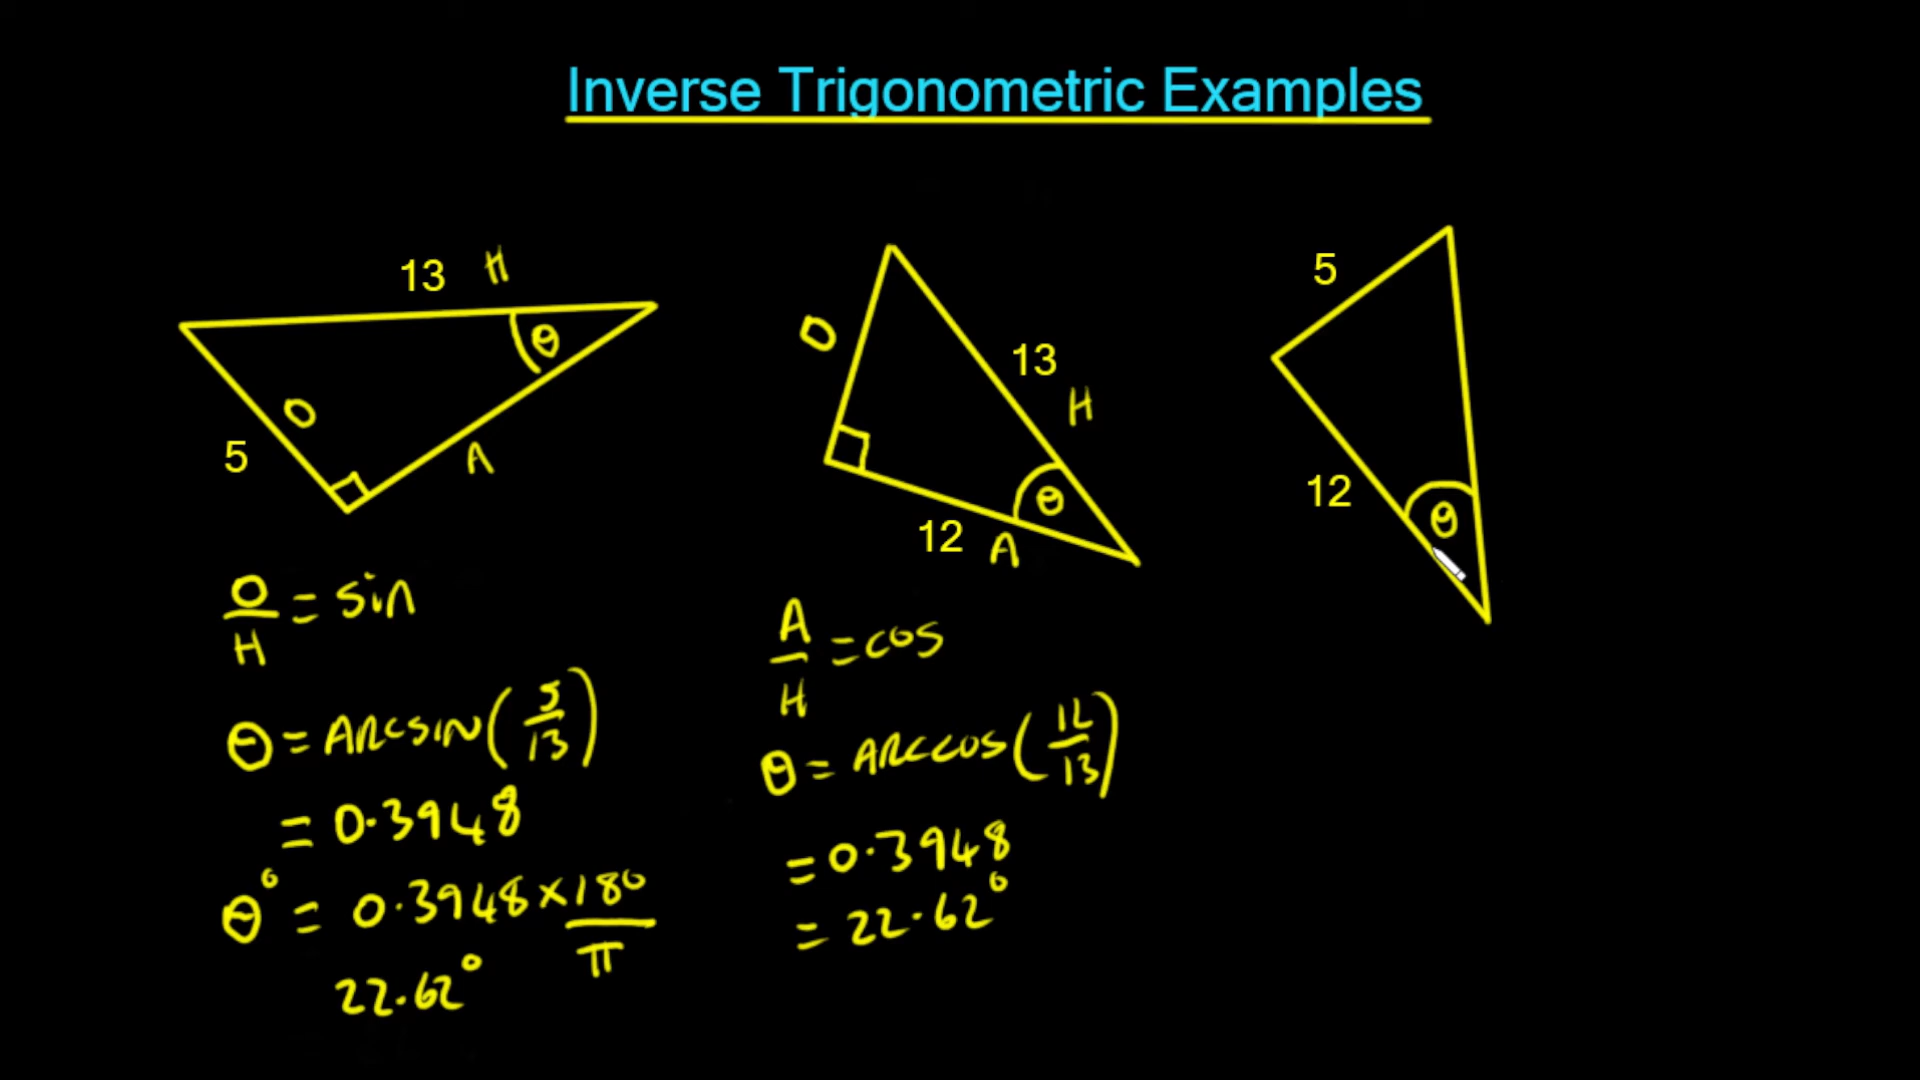 Inverse Trigonometric Examples
13 H
θ
O
5
A
O/H = sin
θ = ARCSIN(5/13)
= 0.3948
θ° = 0.3948 × 180/π
22.62°
O
13
H
θ
12 A
A/H = cos
θ = ARCCOS(12/13)
= 0.3948
= 22.62°
5
12
θ